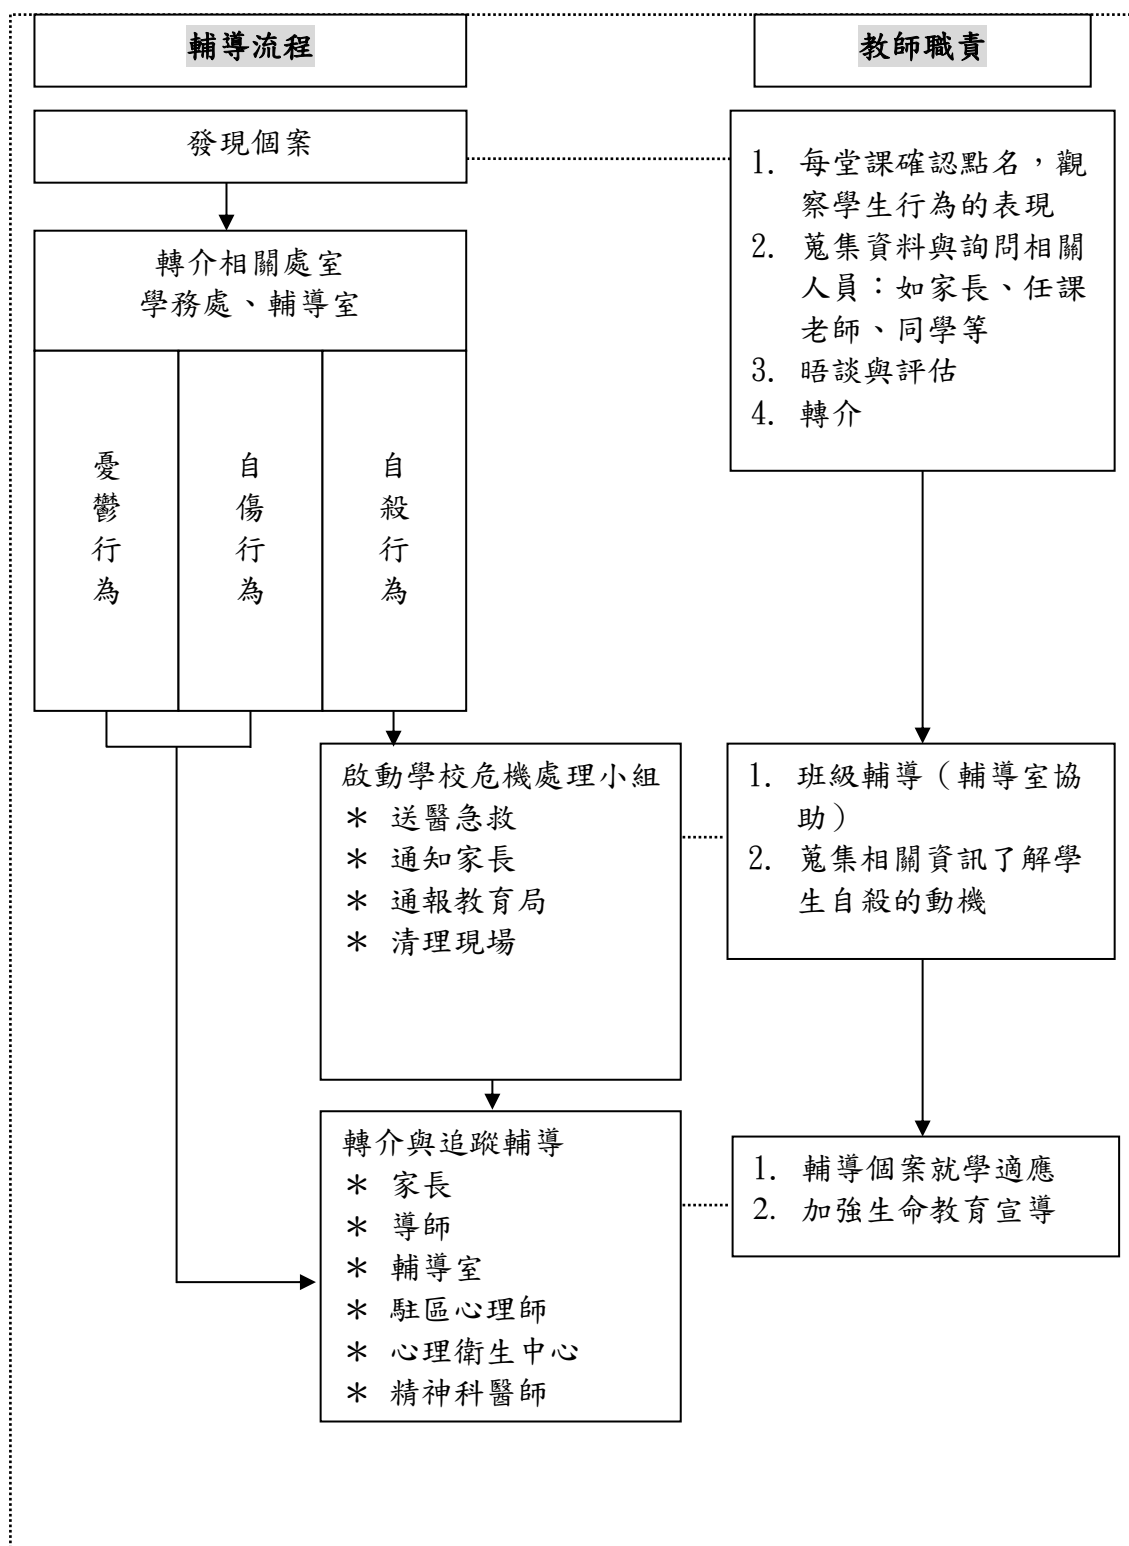 輔導流程
教師職責
發現個案
1. 每堂課確認點名，觀
察學生行為的表現
2. 蒐集資料與詢問相關
人員：如家長、任課
老師、同學等
3. 晤談與評估
4. 轉介
轉介相關處室
學務處、輔導室
憂鬱行為
自傷行為
自殺行為
啟動學校危機處理小組
＊ 送醫急救
＊ 通知家長
＊ 通報教育局
＊ 清理現場
1. 班級輔導（輔導室協
助）
2. 蒐集相關資訊了解學
生自殺的動機
轉介與追蹤輔導
＊ 家長
＊ 導師
＊ 輔導室
＊ 駐區心理師
＊ 心理衛生中心
＊ 精神科醫師
1. 輔導個案就學適應
2. 加強生命教育宣導